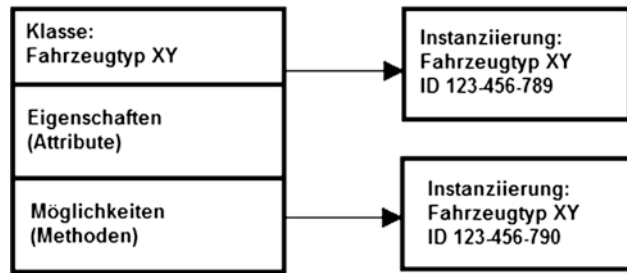 Klasse:
Fahrzeugtyp XY
Eigenschaften
(Attribute)
Möglichkeiten
(Methoden)
Instanziierung:
Fahrzeugtyp XY
ID 123-456-789
Instanziierung:
Fahrzeugtyp XY
ID 123-456-790